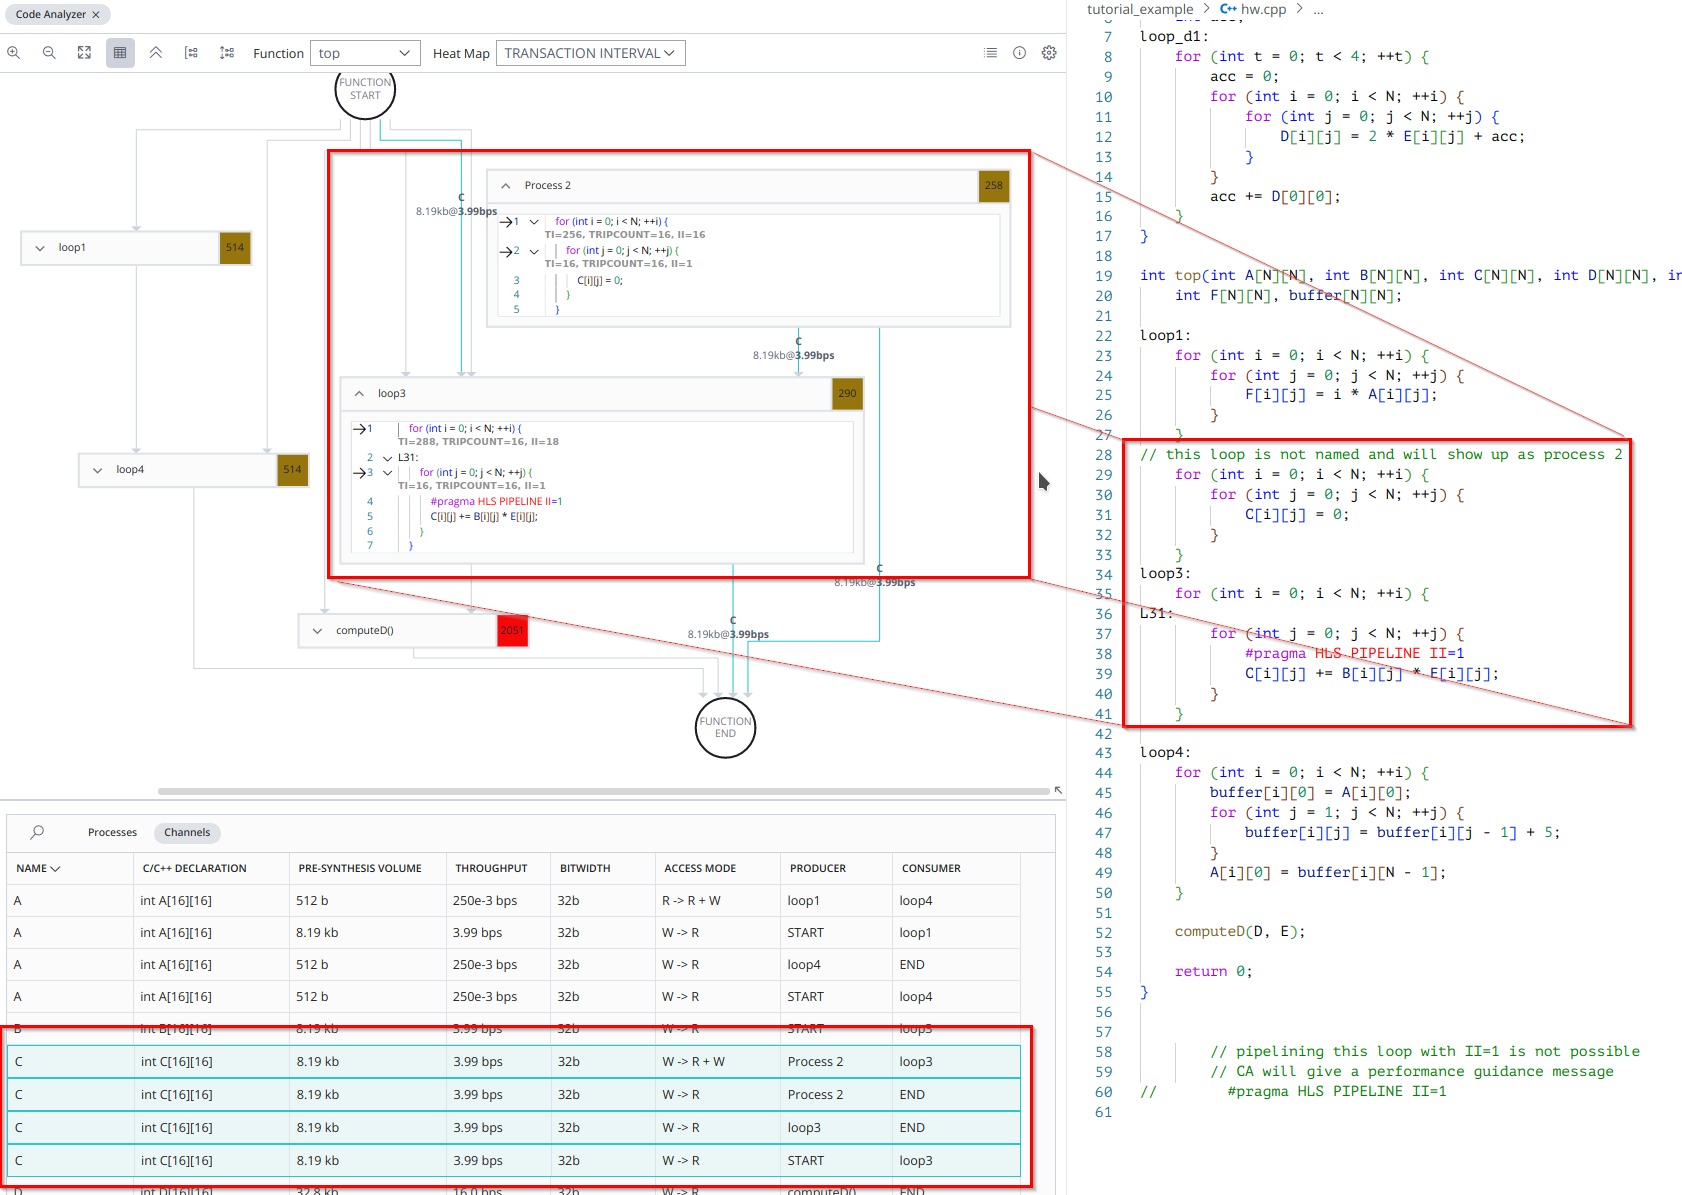 Code Analyzer ×
Function top Heat Map TRANSACTION INTERVAL
FUNCTION
START
C
8.19kb@3.99bps
Process 2 258
1 for (int i = 0; i < N; ++i) {
TI=256, TRIPCOUNT=16, II=16
2 for (int j = 0; j < N; ++j) {
TI=16, TRIPCOUNT=16, II=1
3 C[i][j] = 0;
4 }
5 }
loop1 514
C
8.19kb@3.99bps
loop3 290
1 for (int i = 0; i < N; ++i) {
TI=288, TRIPCOUNT=16, II=18
2 L31:
3 for (int j = 0; j < N; ++j) {
TI=16, TRIPCOUNT=16, II=1
4 #pragma HLS PIPELINE II=1
5 C[i][j] += B[i][j] * E[i][j];
6 }
7 }
loop4 514
C
8.19kb@3.99bps
computeD() 2051
C
8.19kb@3.99bps
FUNCTION
END
Processes Channels
NAME C/C++ DECLARATION PRE-SYNTHESIS VOLUME THROUGHPUT BITWIDTH ACCESS MODE PRODUCER CONSUMER
A int A[16][16] 512 b 250e-3 bps 32b R -> R + W loop1 loop4
A int A[16][16] 8.19 kb 3.99 bps 32b W -> R START loop1
A int A[16][16] 512 b 250e-3 bps 32b W -> R loop4 END
A int A[16][16] 512 b 250e-3 bps 32b W -> R START loop4
B int B[16][16] 8.19 kb 3.99 bps 32b W -> R START loop3
C int C[16][16] 8.19 kb 3.99 bps 32b W -> R + W Process 2 loop3
C int C[16][16] 8.19 kb 3.99 bps 32b W -> R Process 2 END
C int C[16][16] 8.19 kb 3.99 bps 32b W -> R loop3 END
C int C[16][16] 8.19 kb 3.99 bps 32b W -> R START loop3
D int D[16][16] 32.8 kb 16.0 bps 32b W -> R computeD() END
tutorial_example > C++ hw.cpp > ...
6 int acc;
7 loop_d1:
8 for (int t = 0; t < 4; ++t) {
9 acc = 0;
10 for (int i = 0; i < N; ++i) {
11 for (int j = 0; j < N; ++j) {
12 D[i][j] = 2 * E[i][j] + acc;
13 }
14 }
15 acc += D[0][0];
16 }
17 }
18
19 int top(int A[N][N], int B[N][N], int C[N][N], int D[N][N], in
20 int F[N][N], buffer[N][N];
21
22 loop1:
23 for (int i = 0; i < N; ++i) {
24 for (int j = 0; j < N; ++j) {
25 F[i][j] = i * A[i][j];
26 }
27 }
28 // this loop is not named and will show up as process 2
29 for (int i = 0; i < N; ++i) {
30 for (int j = 0; j < N; ++j) {
31 C[i][j] = 0;
32 }
33 }
34 loop3:
35 for (int i = 0; i < N; ++i) {
36 L31:
37 for (int j = 0; j < N; ++j) {
38 #pragma HLS PIPELINE II=1
39 C[i][j] += B[i][j] * E[i][j];
40 }
41 }
42
43 loop4:
44 for (int i = 0; i < N; ++i) {
45 buffer[i][0] = A[i][0];
46 for (int j = 1; j < N; ++j) {
47 buffer[i][j] = buffer[i][j - 1] + 5;
48 }
49 A[i][0] = buffer[i][N - 1];
50 }
51
52 computeD(D, E);
53
54 return 0;
55 }
56
57
58 // pipelining this loop with II=1 is not possible
59 // CA will give a performance guidance message
60 // #pragma HLS PIPELINE II=1
61